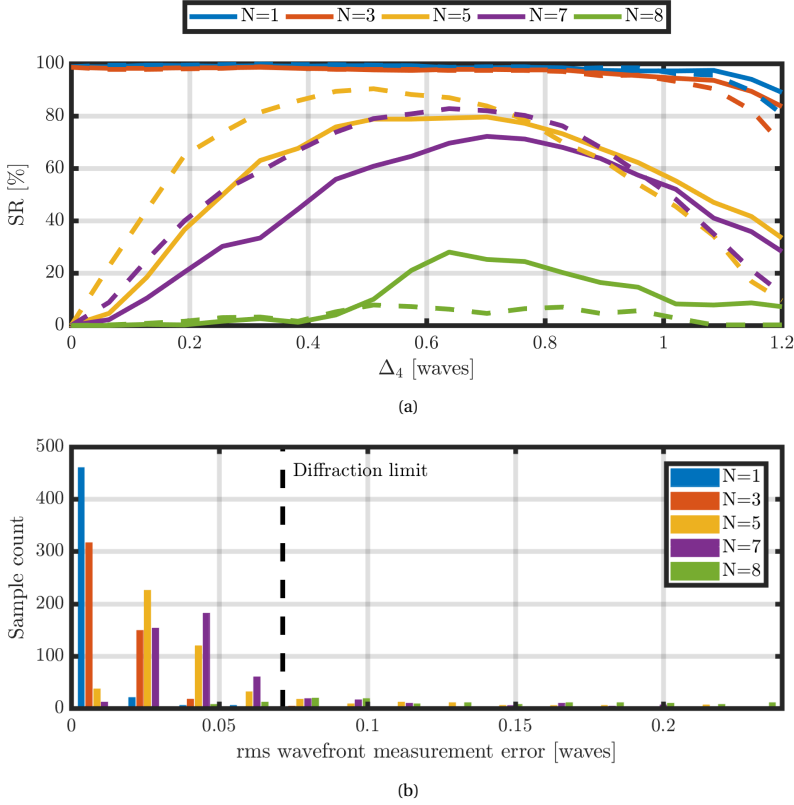 N=1 N=3 N=5 N=7 N=8
100
80
60
40
20
0
SR [%]
0 0.2 0.4 0.6 0.8 1 1.2
Δ4 [waves]
(a)
500
400
300
200
100
0
Sample count
Diffraction limit
N=1
N=3
N=5
N=7
N=8
0 0.05 0.1 0.15 0.2
rms wavefront measurement error [waves]
(b)